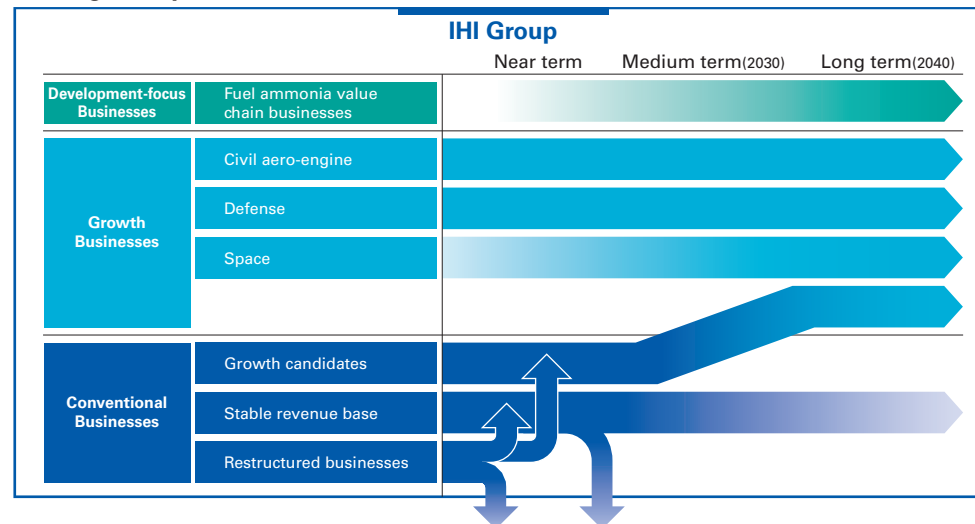 IHI Group
Near term Medium term(2030) Long term(2040)
Development-focus
Businesses
Fuel ammonia value
chain businesses
Growth
Businesses
Civil aero-engine
Defense
Space
Conventional
Businesses
Growth candidates
Stable revenue base
Restructured businesses